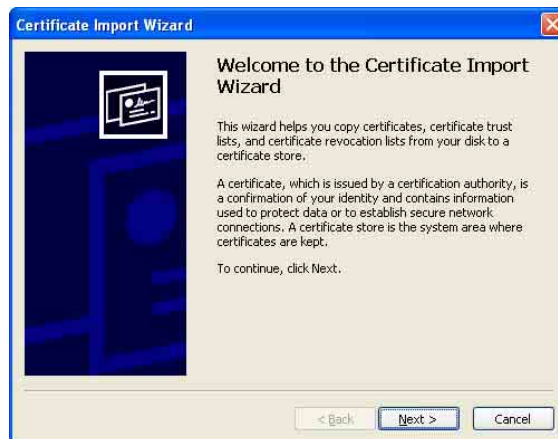 Certificate Import Wizard
Welcome to the Certificate Import
Wizard
This wizard helps you copy certificates, certificate trust
lists, and certificate revocation lists from your disk to a
certificate store.
A certificate, which is issued by a certification authority, is
a confirmation of your identity and contains information
used to protect data or to establish secure network
connections. A certificate store is the system area where
certificates are kept.
To continue, click Next.
< Back Next > Cancel